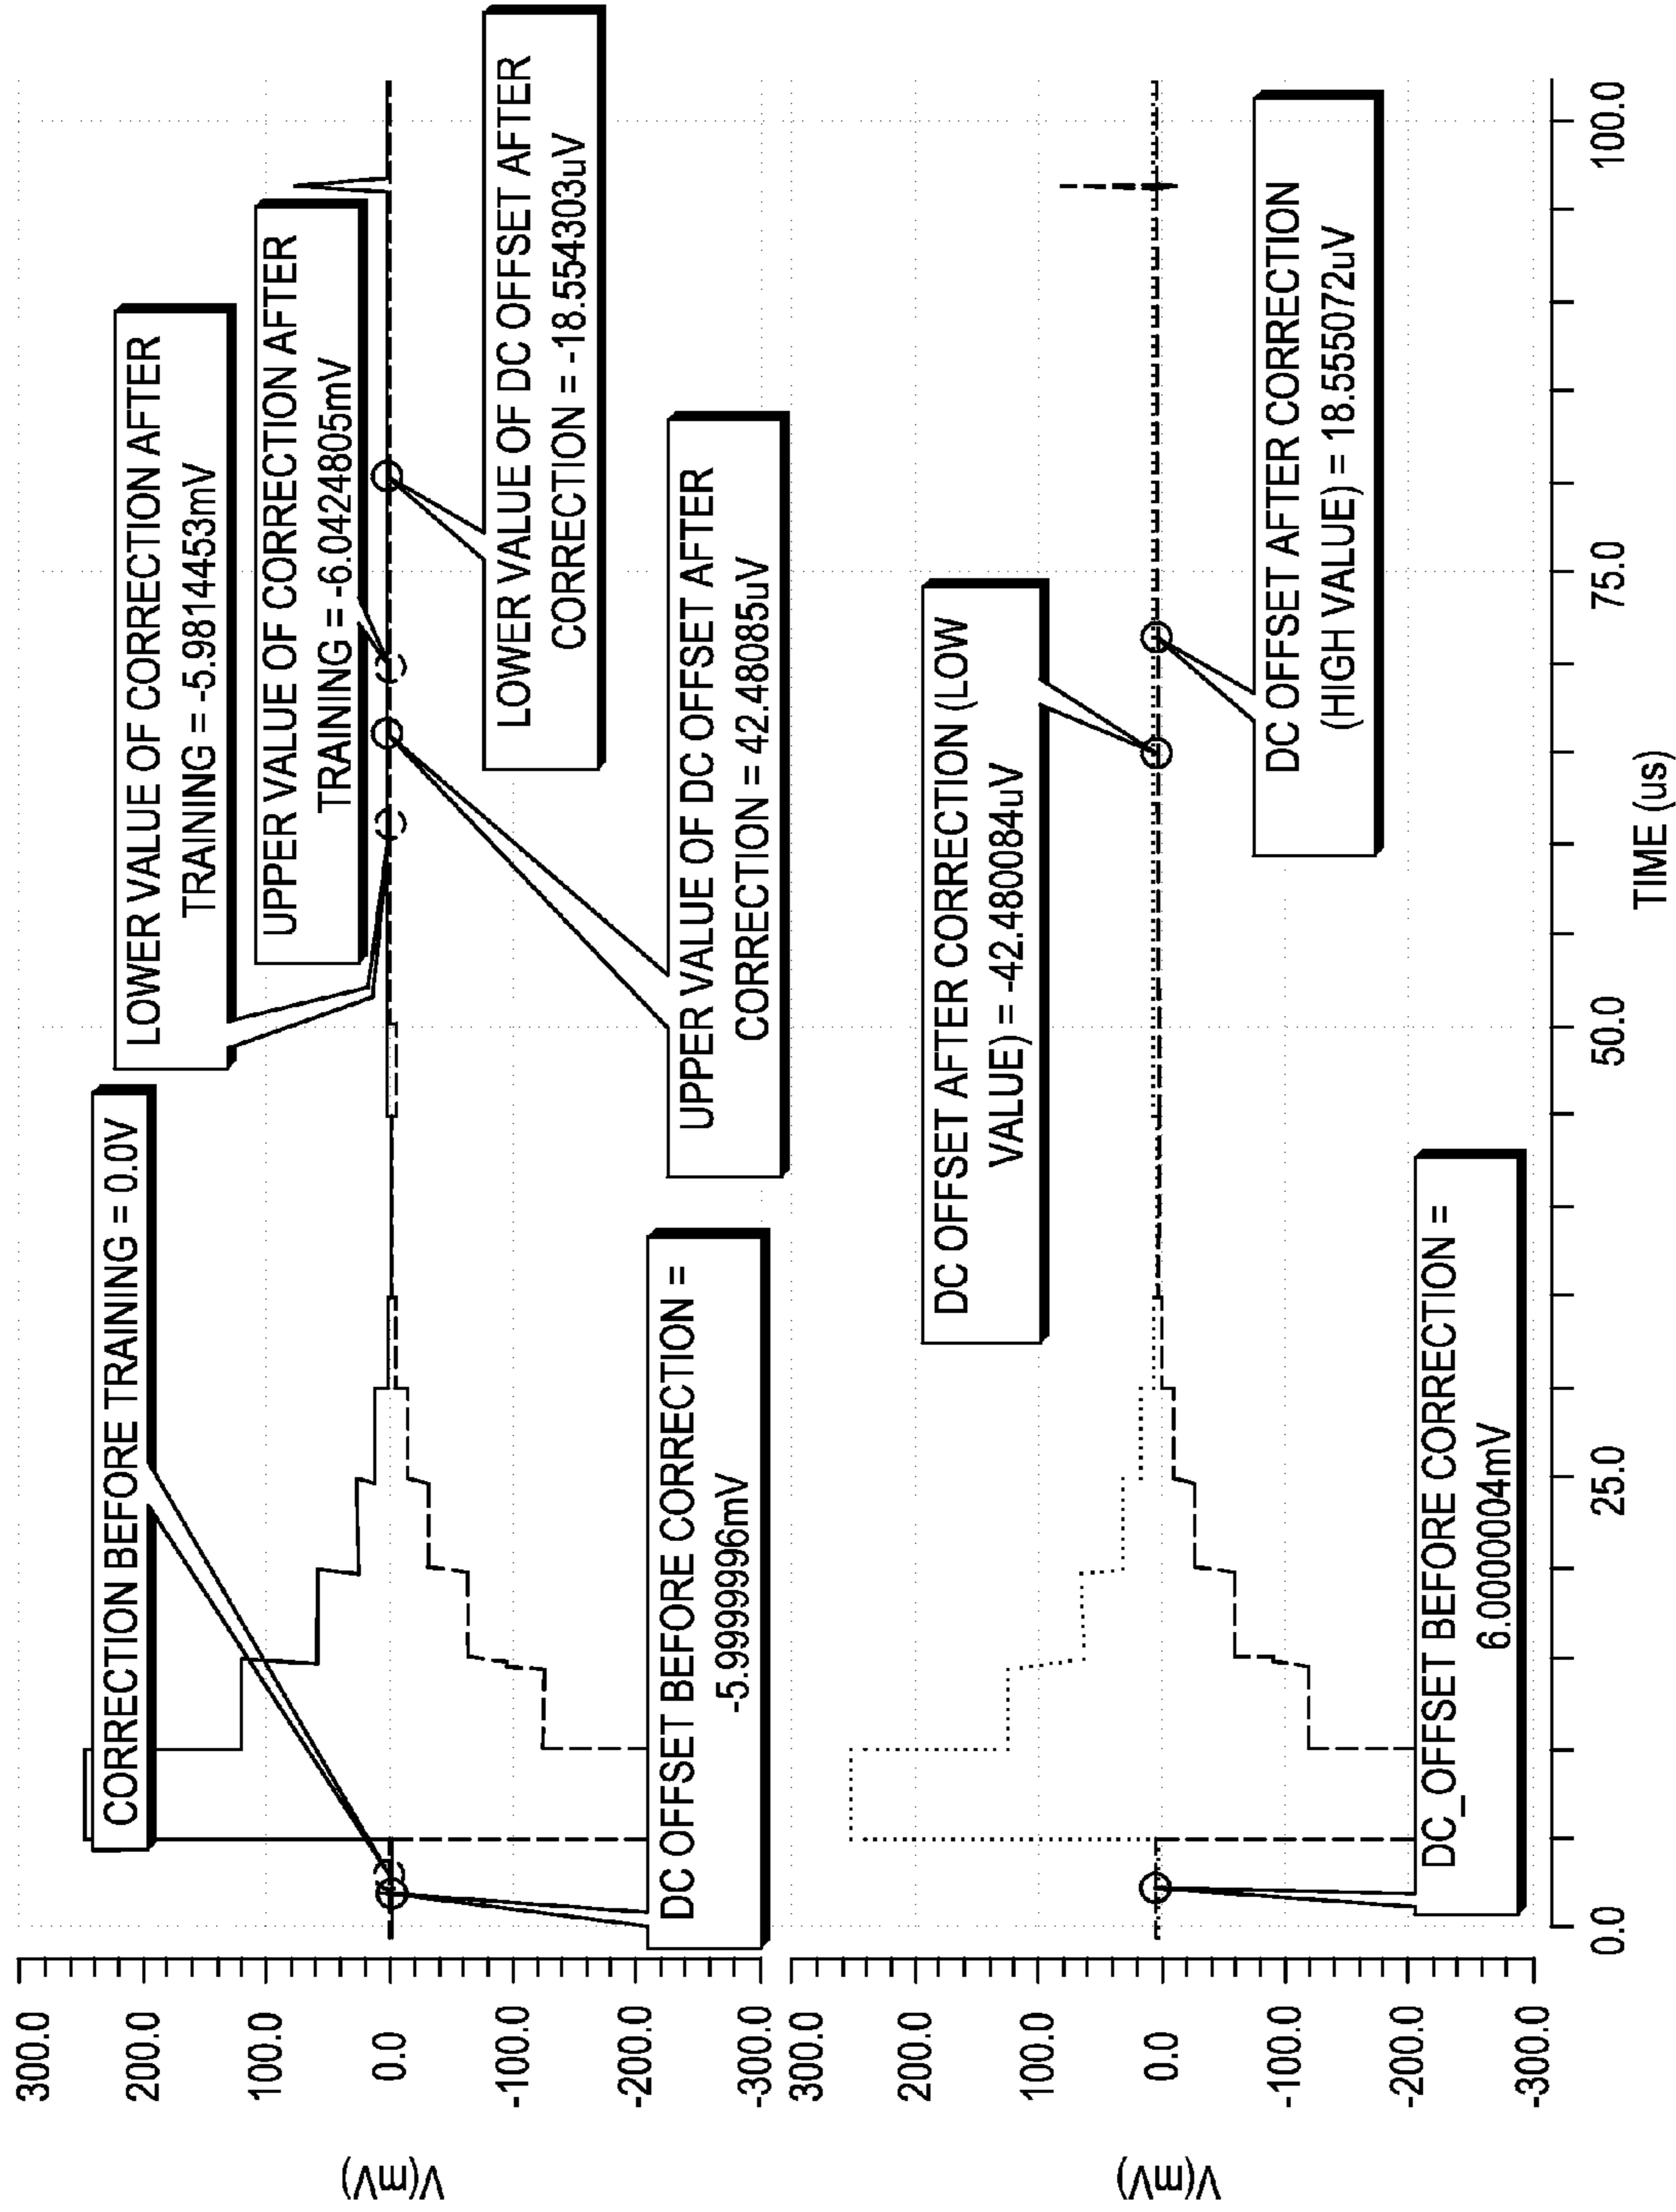 300.0
200.0
100.0
0.0
-100.0
-200.0
-300.0
V(mV)
CORRECTION BEFORE TRAINING = 0.0V
LOWER VALUE OF CORRECTION AFTER
TRAINING = -5.9814453mV
UPPER VALUE OF CORRECTION AFTER
TRAINING = -6.0424805mV
LOWER VALUE OF DC OFFSET AFTER
CORRECTION = -18.554303uV
UPPER VALUE OF DC OFFSET AFTER
CORRECTION = 42.48085uV
DC OFFSET BEFORE CORRECTION =
-5.9999996mV
300.0
200.0
100.0
0.0
-100.0
-200.0
-300.0
V(mV)
DC OFFSET AFTER CORRECTION (LOW
VALUE) = -42.480084uV
DC OFFSET AFTER CORRECTION
(HIGH VALUE) = 18.555072uV
DC_OFFSET BEFORE CORRECTION =
6.0000004mV
0.0
25.0
50.0
75.0
100.0
TIME (us)